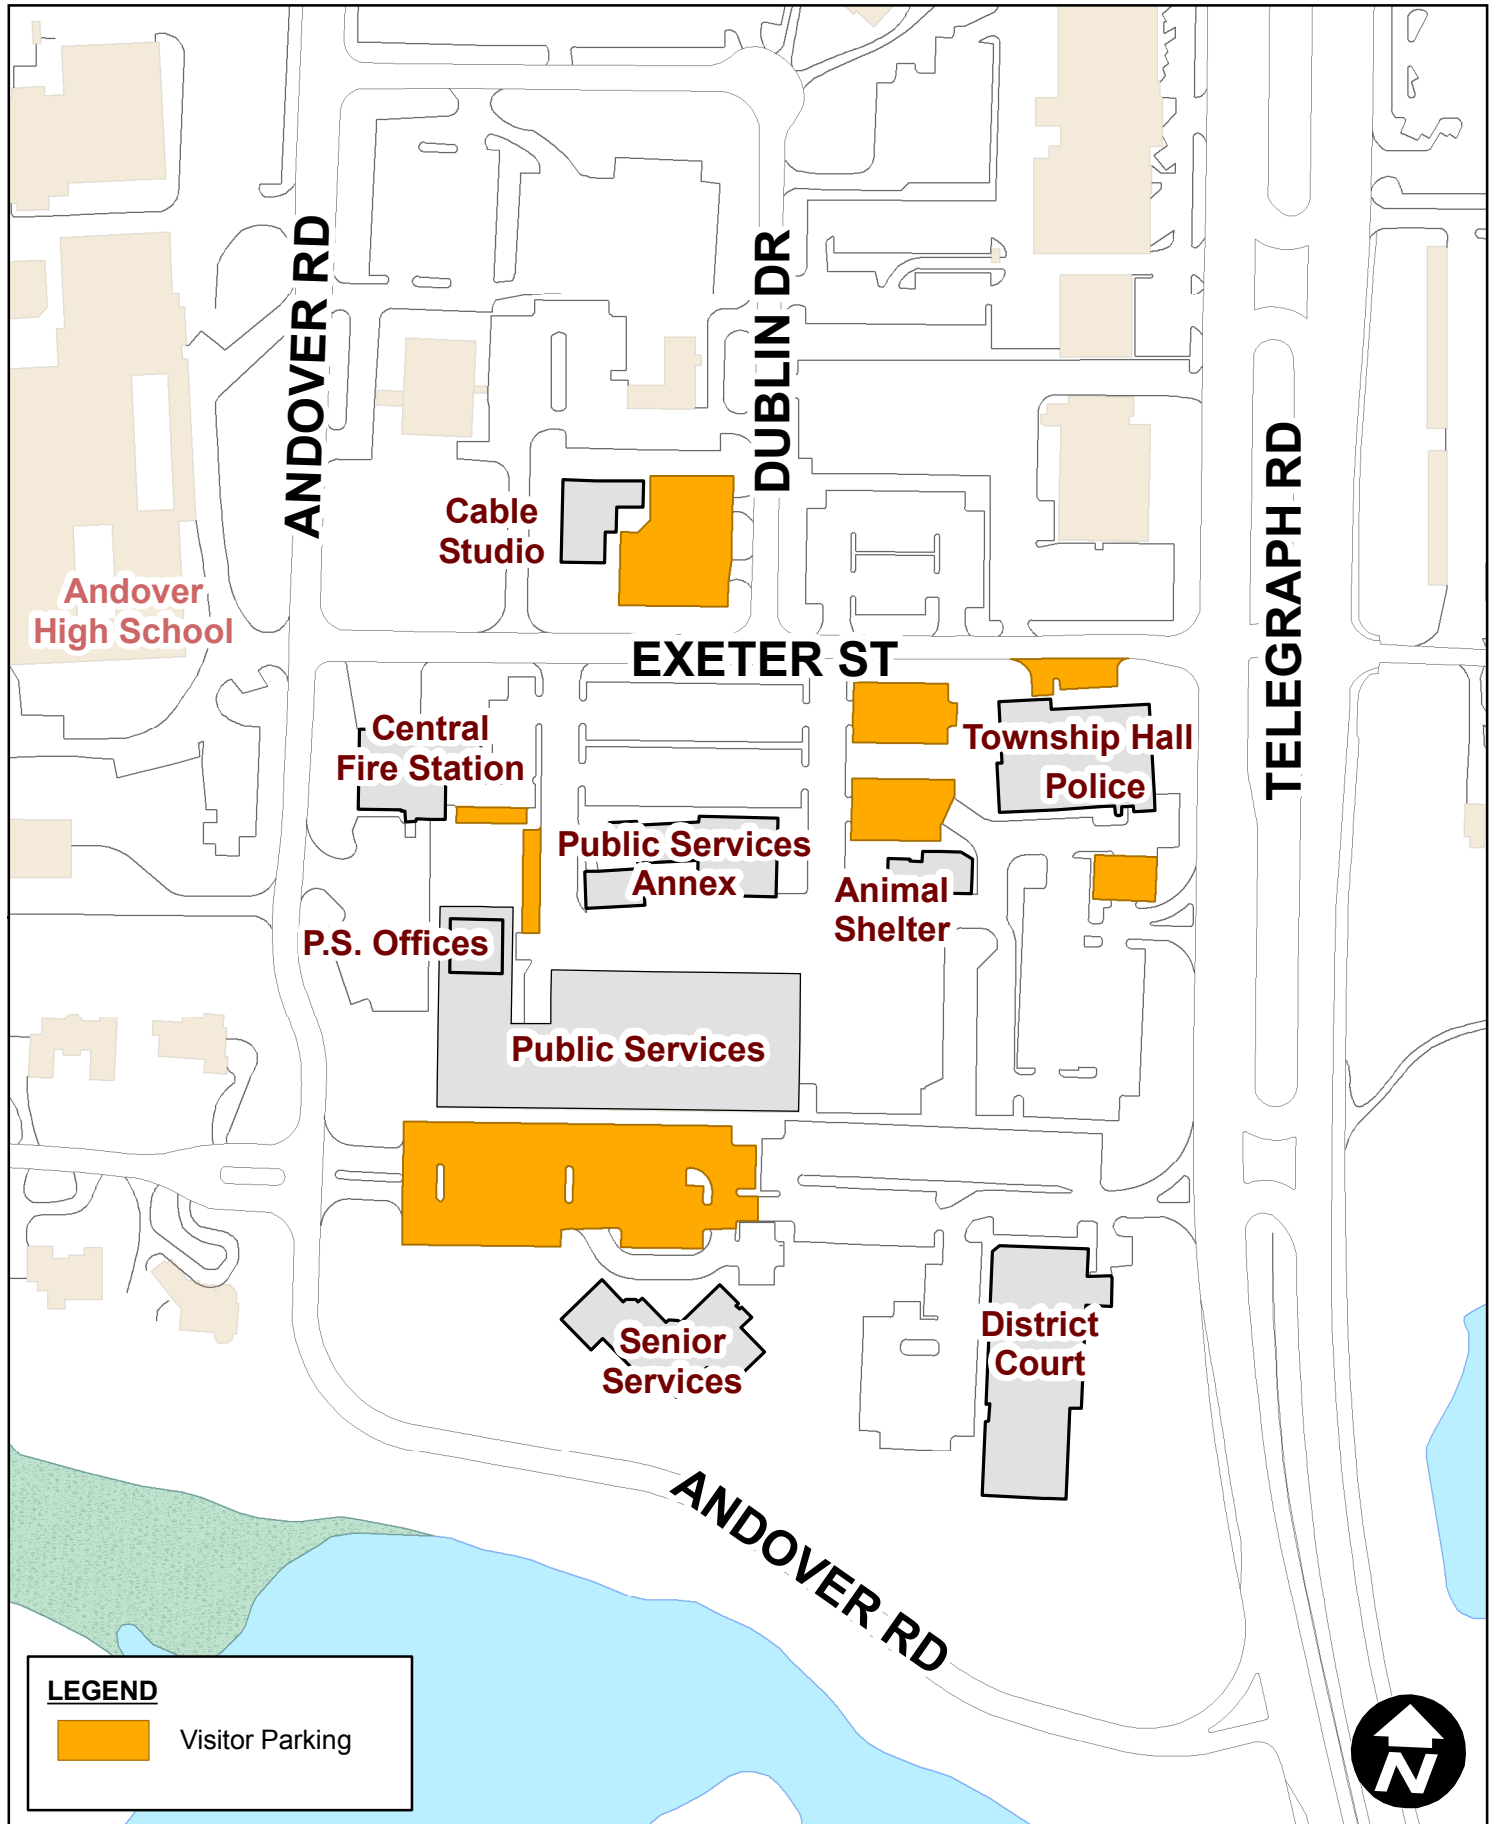 ANDOVER RD
DUBLIN DR
TELEGRAPH RD
Cable
Studio
Andover
High School
EXETER ST
Central
Fire Station
Township Hall
Police
Public Services
Annex
Animal
Shelter
P.S. Offices
Public Services
District
Court
Senior
Services
ANDOVER RD
LEGEND
Visitor Parking
N